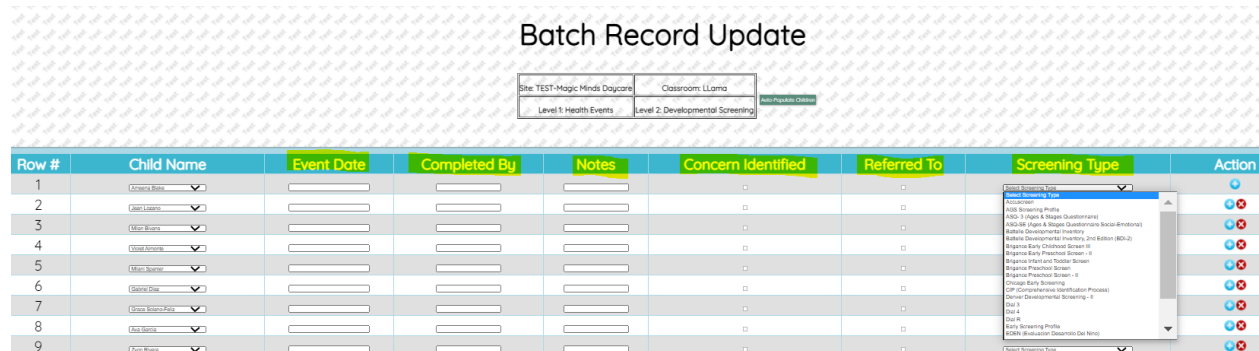 Batch Record Update
Site: TEST-Magic Minds Daycare Classroom: LLama
Auto-Populate Children
Level 1: Health Events Level 2: Developmental Screening
Row # Child Name Event Date Completed By Notes Concern Identified Referred To Screening Type Action
1 Ameena Blake Select Screening Type
Select Screening Type
Accuscreen
2 Jean Lozano
AGS Screening Profile
ASQ- 3 (Ages & Stages Questionnaire)
ASQ-SE (Ages & Stages Questionnaire Social-Emotional)
3 Milan Bivans
Battelle Developmental Inventory
Battelle Developmental Inventory, 2nd Edition (BDI-2)
4
Brigance Early Childhood Screen III
Brigance Early Preschool Screen - II
5
Brigance Infant and Toddler Screen
Brigance Preschool Screen
Brigance Preschool Screen - II
6 Gabriel Diaz
Chicago Early Screening
CIP (Comprehensive Identification Process)
Denver Developmental Screening - II
7 Grace Solano-Feliz
Dial 3
Dial 4
Dial R
8 Ava Garcia
Early Screening Profile
EDEN (Evaluacion Desarrollo Del Nino)
9 Select Screening Type